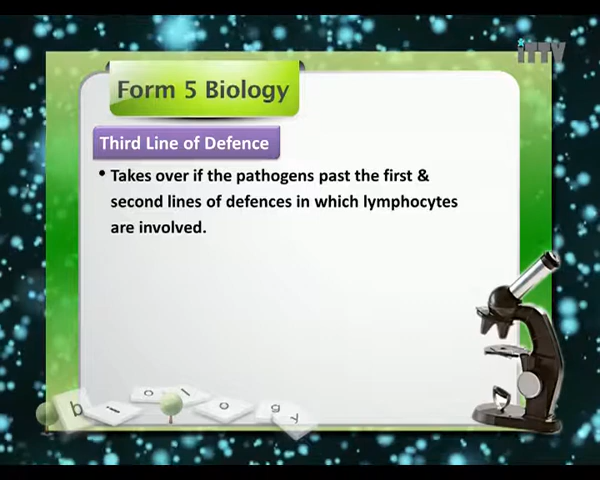 iTTV
Form 5 Biology
Third Line of Defence
• Takes over if the pathogens past the first &
second lines of defences in which lymphocytes
are involved.
b i o l o g y